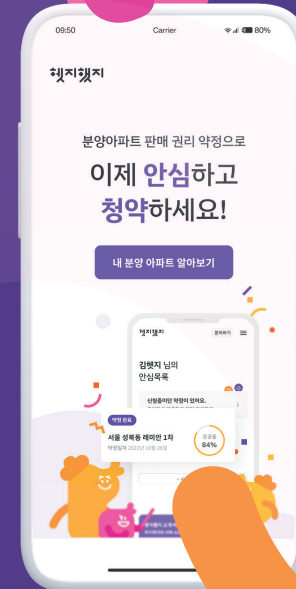 09:50 Carrier 80%
헷지했지
분양아파트 판매 권리 약정으로
이제 안심하고
청약하세요!
내 분양 아파트 알아보기
헷지했지 문의하기
김헷지 님의
안심목록
신청중이던 약정이 있어요.
약정 완료
서울 성북동 레미안 1차
약정일자 2022년 10월 26일
준공률
84%